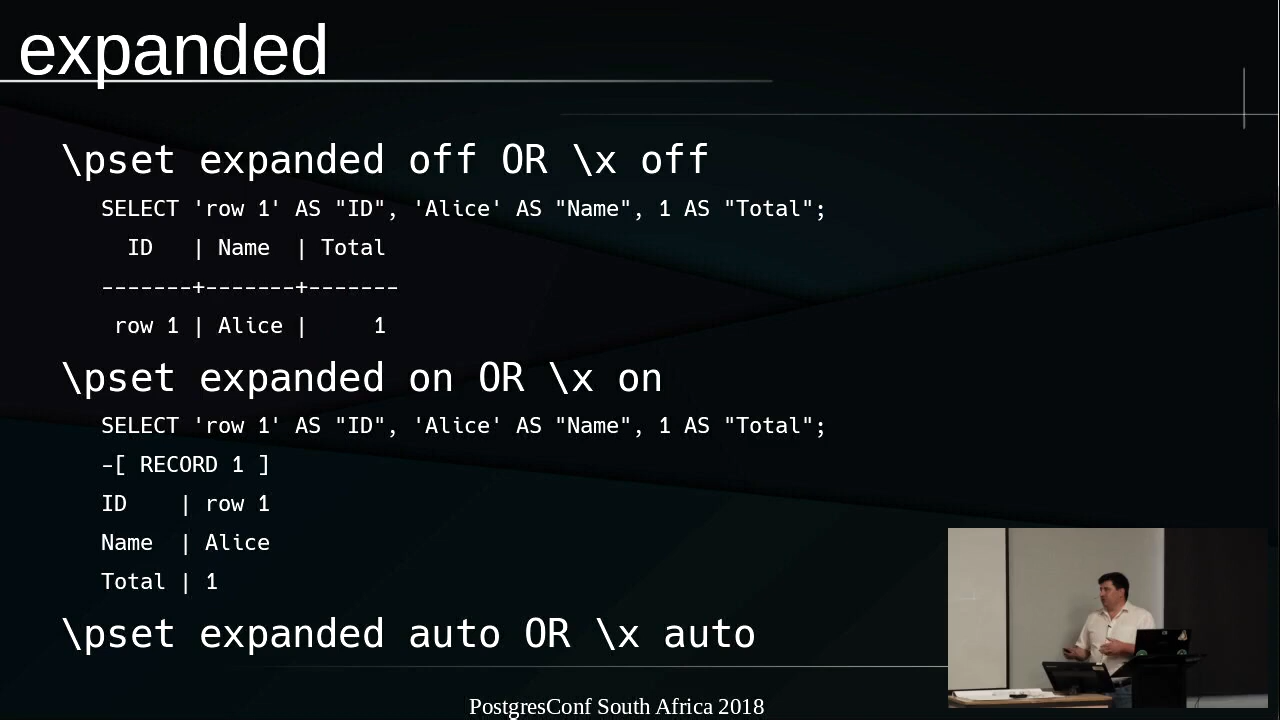 expanded
\pset expanded off OR \x off
SELECT 'row 1' AS "ID", 'Alice' AS "Name", 1 AS "Total";
  ID   | Name  | Total
-------+-------+-------
 row 1 | Alice |     1
\pset expanded on OR \x on
SELECT 'row 1' AS "ID", 'Alice' AS "Name", 1 AS "Total";
-[ RECORD 1 ]
ID    | row 1
Name  | Alice
Total | 1
\pset expanded auto OR \x auto
PostgresConf South Africa 2018